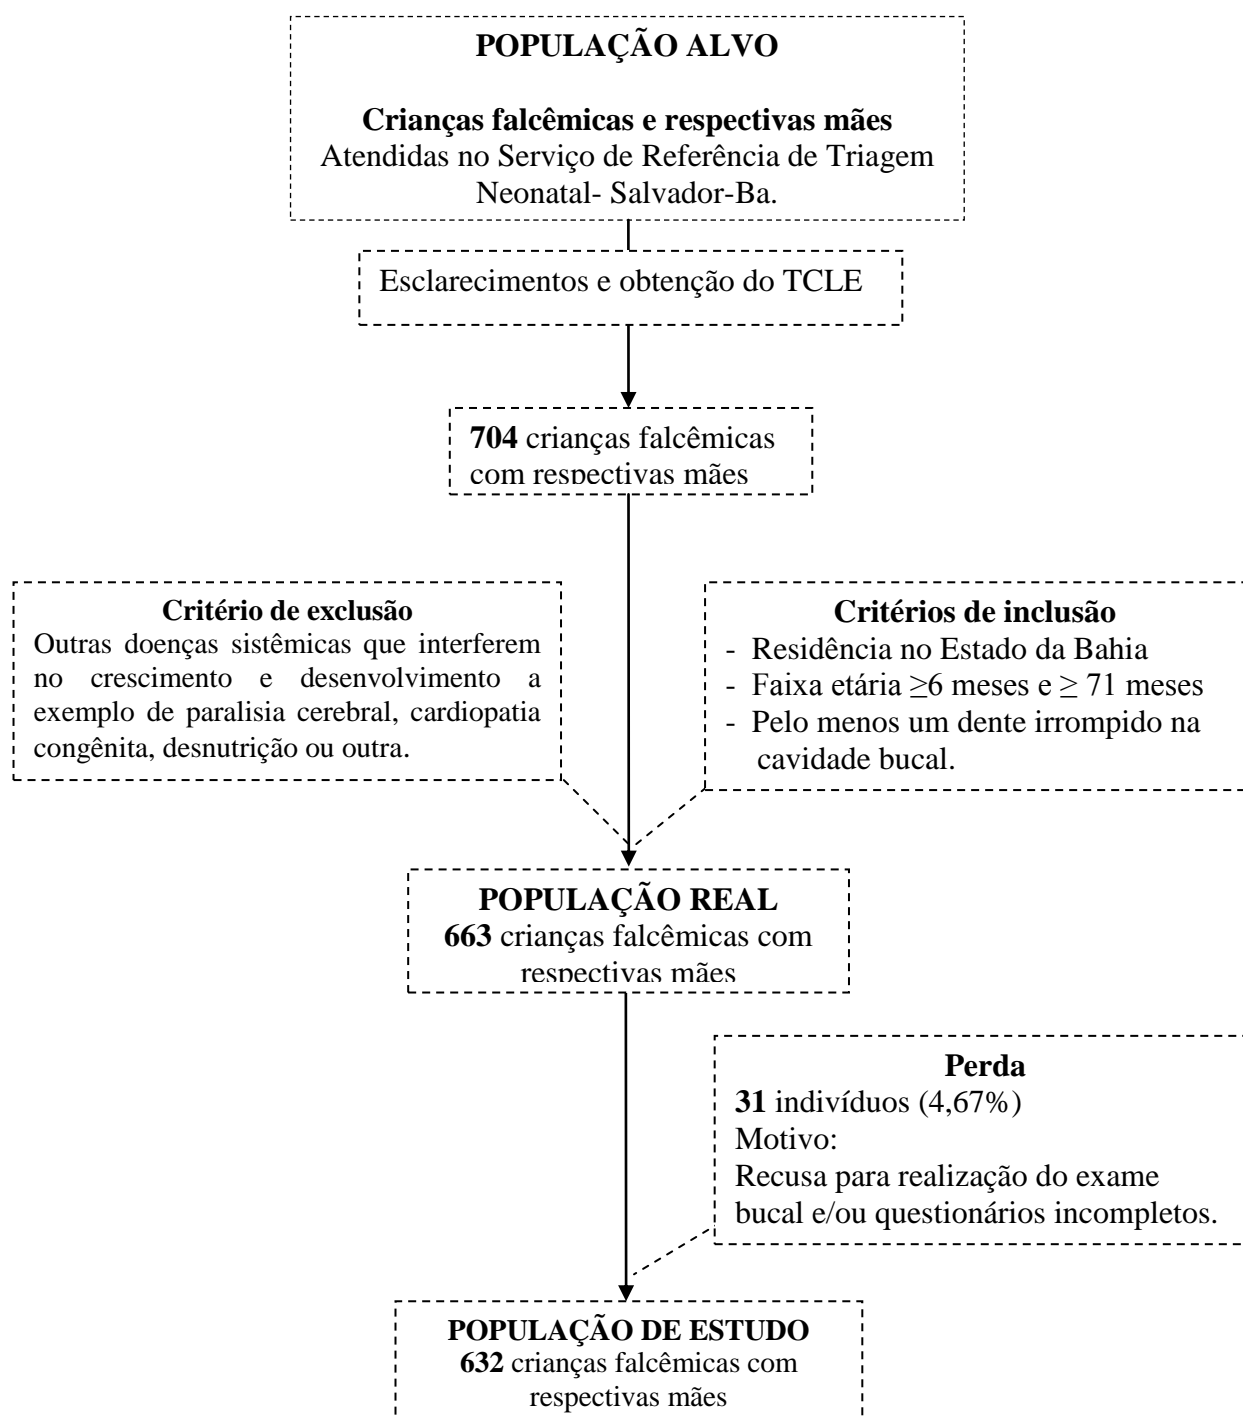 POPULAÇÃO ALVO
Crianças falcêmicas e respectivas mães
Atendidas no Serviço de Referência de Triagem
Neonatal- Salvador-Ba.
Esclarecimentos e obtenção do TCLE
704 crianças falcêmicas
com respectivas mães
Critério de exclusão
Outras doenças sistêmicas que interferem
no crescimento e desenvolvimento a
exemplo de paralisia cerebral, cardiopatia
congênita, desnutrição ou outra.
Critérios de inclusão
- Residência no Estado da Bahia
- Faixa etária ≥6 meses e ≥ 71 meses
- Pelo menos um dente irrompido na
cavidade bucal.
POPULAÇÃO REAL
663 crianças falcêmicas com
respectivas mães
Perda
31 indivíduos (4,67%)
Motivo:
Recusa para realização do exame
bucal e/ou questionários incompletos.
POPULAÇÃO DE ESTUDO
632 crianças falcêmicas com
respectivas mães